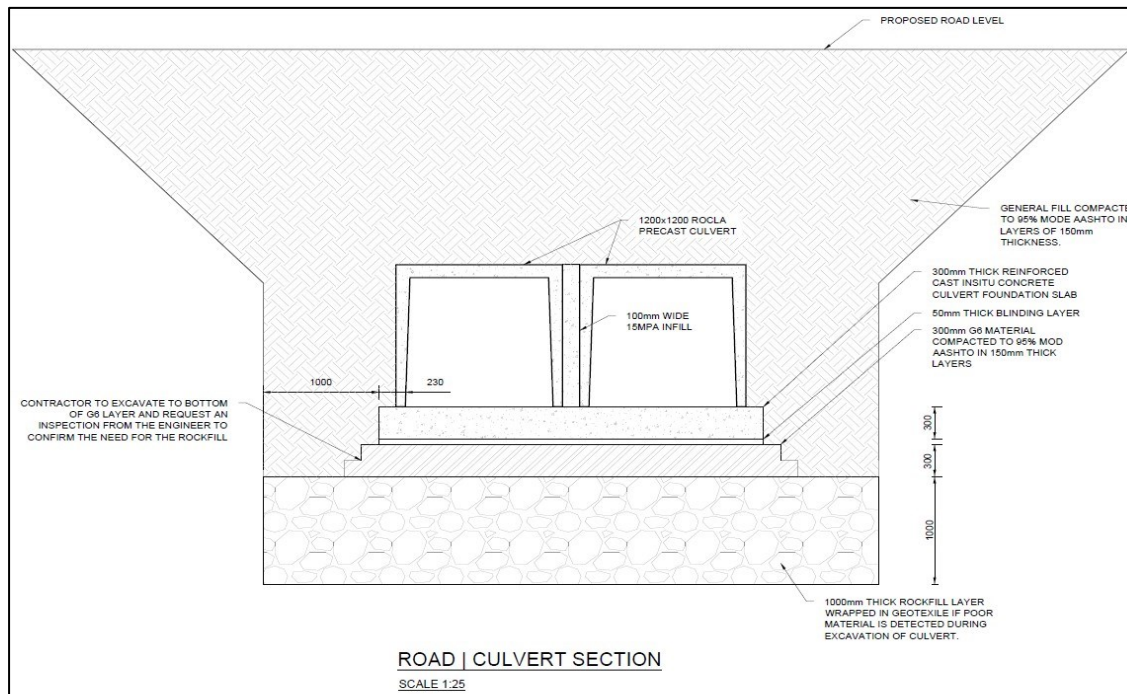 PROPOSED ROAD LEVEL
GENERAL FILL COMPACTE
TO 95% MODE AASHTO IN
LAYERS OF 150mm
THICKNESS.
1200x1200 ROCLA
PRECAST CULVERT
300mm THICK REINFORCED
CAST INSITU CONCRETE
CULVERT FOUNDATION SLAB
100mm WIDE
15MPA INFILL
50mm THICK BLINDING LAYER
300mm G6 MATERIAL
COMPACTED TO 95% MOD
AASHTO IN 150mm THICK
LAYERS
1000
230
CONTRACTOR TO EXCAVATE TO BOTTOM
OF G6 LAYER AND REQUEST AN
INSPECTION FROM THE ENGINEER TO
CONFIRM THE NEED FOR THE ROCKFILL
300
300
1000
1000mm THICK ROCKFILL LAYER
WRAPPED IN GEOTEXILE IF POOR
MATERIAL IS DETECTED DURING
EXCAVATION OF CULVERT.
ROAD | CULVERT SECTION
SCALE 1:25